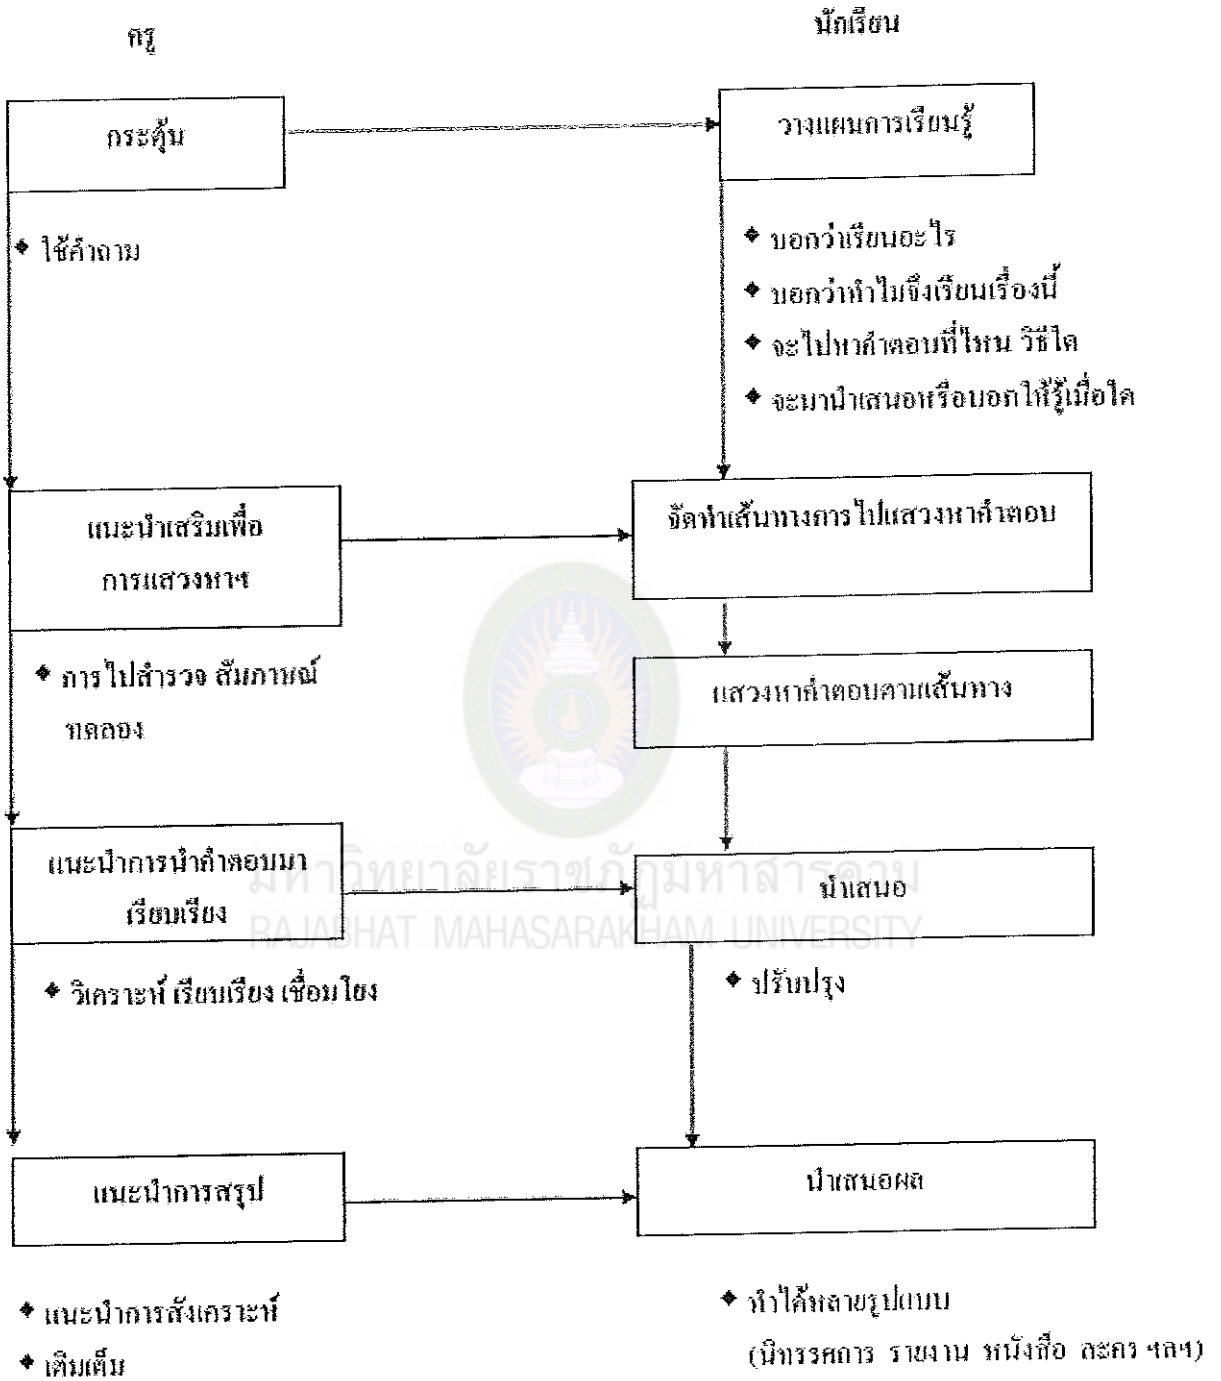 ครู
นักเรียน
กระตุ้น
วางแผนการเรียนรู้
◆ ใช้คำถาม
◆ บอกว่าเรียนอะไร
◆ บอกว่าทำไมจึงเรียนเรื่องนี้
◆ จะไปหาคำตอบที่ไหน วิธีใด
◆ จะมานำเสนอหรือบอกให้รู้เมื่อใด
แนะนำเสริมเพื่อ
การแสวงหาฯ
จัดทำเส้นทางการไปแสวงหาคำตอบ
◆ การไปสำรวจ สัมภาษณ์
ทดลอง
แสวงหาคำตอบตามเส้นทาง
แนะนำการนำคำตอบมา
เรียบเรียง
นำเสนอ
มหาวิทยาลัยราชภัฏมหาสารคาม
RAJABHAT MAHASARAKHAM UNIVERSITY
◆ วิเคราะห์ เรียบเรียง เชื่อมโยง
◆ ปรับปรุง
แนะนำการสรุป
นำเสนอผล
◆ แนะนำการสังเคราะห์
◆ เติมเต็ม
◆ ทำได้หลายรูปแบบ
(นิทรรศการ รายงาน หนังสือ ละคร ฯลฯ)